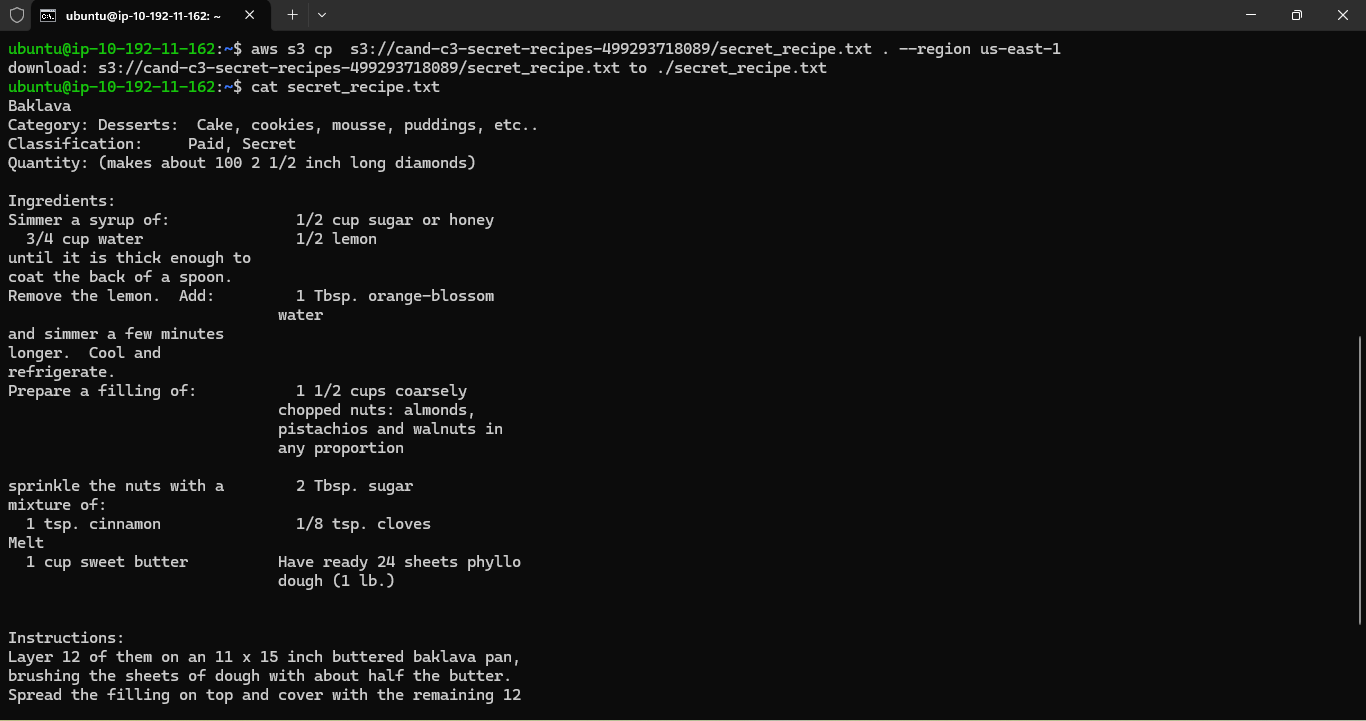 ubuntu@ip-10-192-11-162: ~
ubuntu@ip-10-192-11-162:~$ aws s3 cp  s3://cand-c3-secret-recipes-499293718089/secret_recipe.txt . --region us-east-1
download: s3://cand-c3-secret-recipes-499293718089/secret_recipe.txt to ./secret_recipe.txt
ubuntu@ip-10-192-11-162:~$ cat secret_recipe.txt
Baklava
Category: Desserts:  Cake, cookies, mousse, puddings, etc..
Classification:     Paid, Secret
Quantity: (makes about 100 2 1/2 inch long diamonds)

Ingredients:
Simmer a syrup of:              1/2 cup sugar or honey
  3/4 cup water                 1/2 lemon
until it is thick enough to
coat the back of a spoon.
Remove the lemon.  Add:         1 Tbsp. orange-blossom
                              water
and simmer a few minutes
longer.  Cool and
refrigerate.
Prepare a filling of:           1 1/2 cups coarsely
                              chopped nuts: almonds,
                              pistachios and walnuts in
                              any proportion

sprinkle the nuts with a        2 Tbsp. sugar
mixture of:
  1 tsp. cinnamon               1/8 tsp. cloves
Melt
  1 cup sweet butter          Have ready 24 sheets phyllo
                              dough (1 lb.)

Instructions:
Layer 12 of them on an 11 x 15 inch buttered baklava pan,
brushing the sheets of dough with about half the butter.
Spread the filling on top and cover with the remaining 12